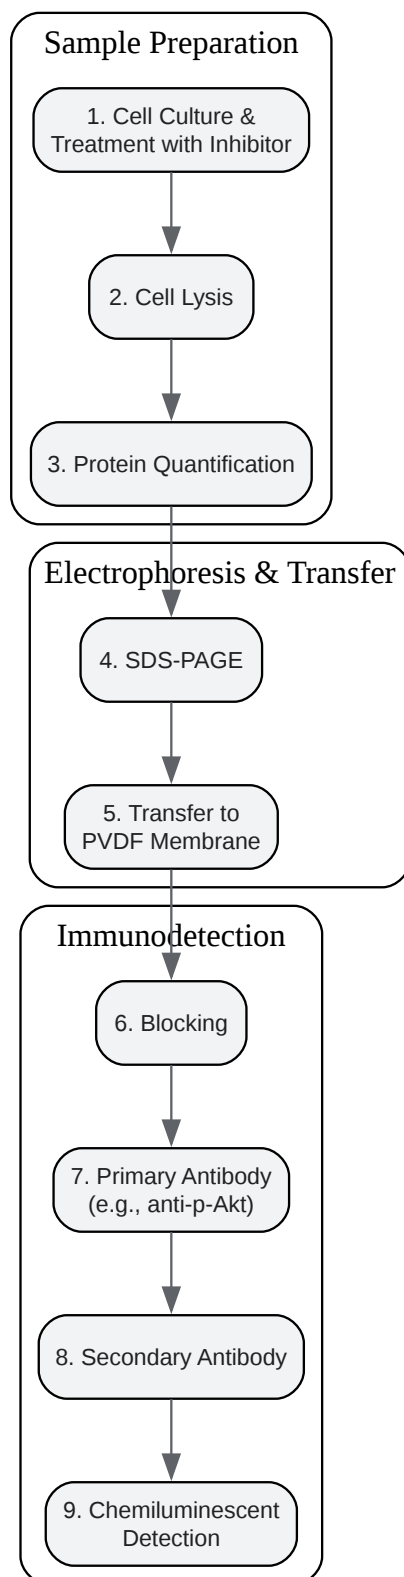 Sample Preparation
1. Cell Culture &
Treatment with Inhibitor
2. Cell Lysis
3. Protein Quantification
Electrophoresis & Transfer
4. SDS-PAGE
5. Transfer to
PVDF Membrane
Immunodetection
6. Blocking
7. Primary Antibody
(e.g., anti-p-Akt)
8. Secondary Antibody
9. Chemiluminescent
Detection